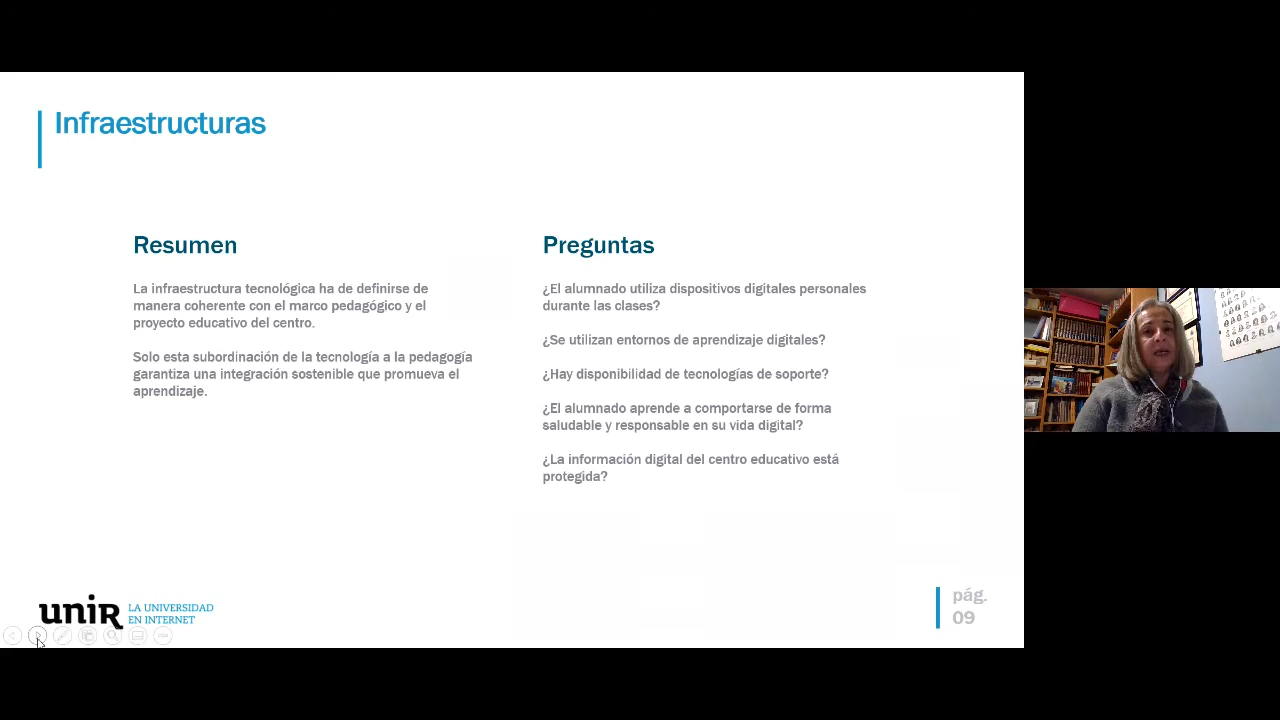 Infraestructuras
Resumen
La infraestructura tecnológica ha de definirse de
manera coherente con el marco pedagógico y el
proyecto educativo del centro.
Solo esta subordinación de la tecnología a la pedagogía
garantiza una integración sostenible que promueva el
aprendizaje.
Preguntas
¿El alumnado utiliza dispositivos digitales personales
durante las clases?
¿Se utilizan entornos de aprendizaje digitales?
¿Hay disponibilidad de tecnologías de soporte?
¿El alumnado aprende a comportarse de forma
saludable y responsable en su vida digital?
¿La información digital del centro educativo está
protegida?
unir
LA UNIVERSIDAD
EN INTERNET
pág.
09